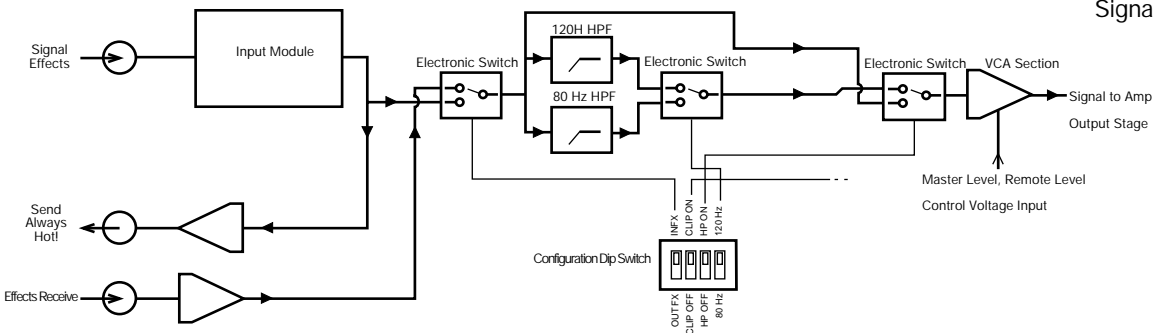 Signa
Signal
Effects
Input Module
Electronic Switch
120H HPF
80 Hz HPF
Electronic Switch
Electronic Switch
VCA Section
Signal to Amp
Output Stage
Master Level, Remote Level
Control Voltage Input
Send
Always
Hot!
Effects Receive
Configuration Dip Switch
INFX
CLIP ON
HP ON
120 Hz
OUT FX
CLIP OFF
HP OFF
80 Hz